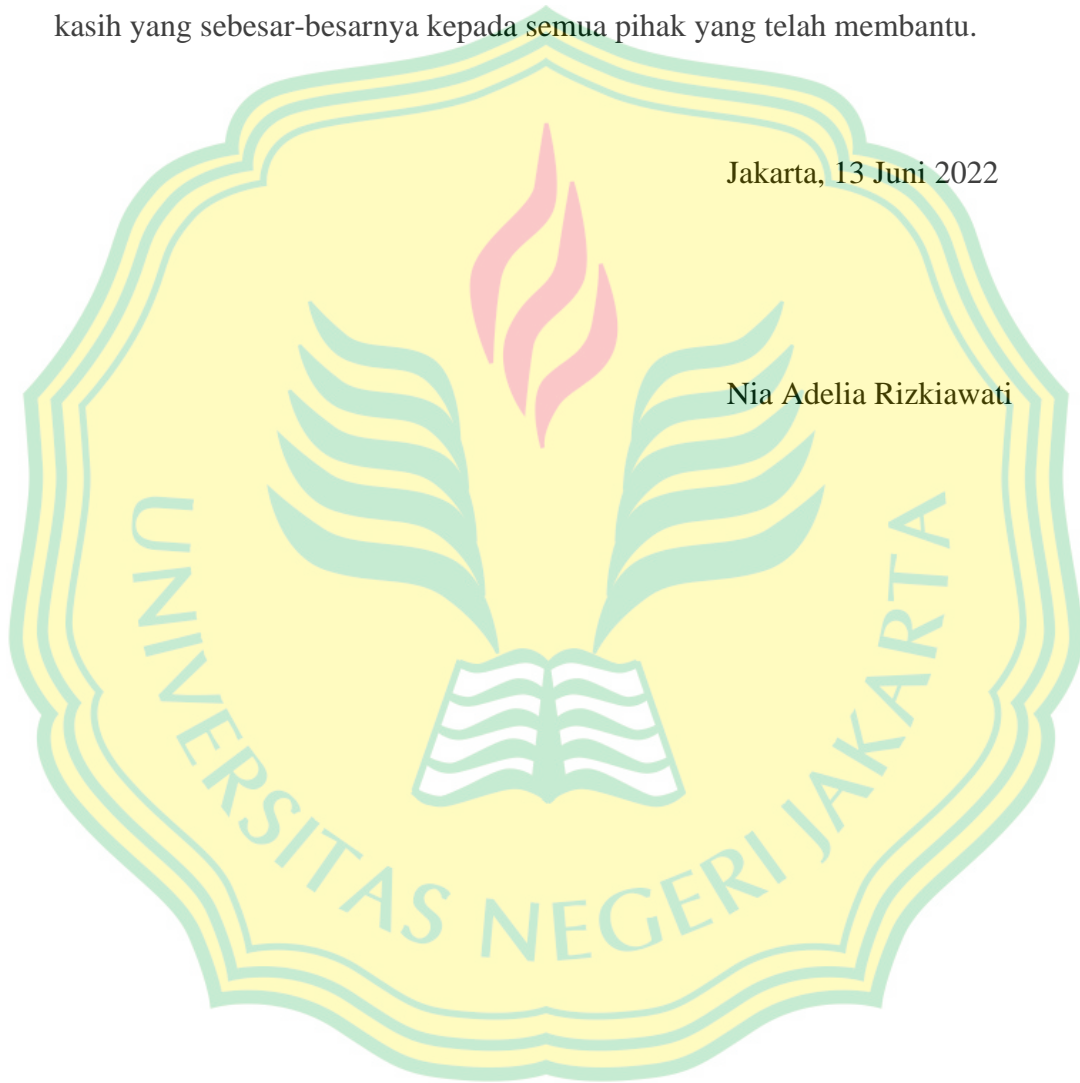 kasih yang sebesar-besarnya kepada semua pihak yang telah membantu.
Jakarta, 13 Juni 2022
Nia Adelia Rizkiawati
UNIVERSITAS NEGERI JAKARTA